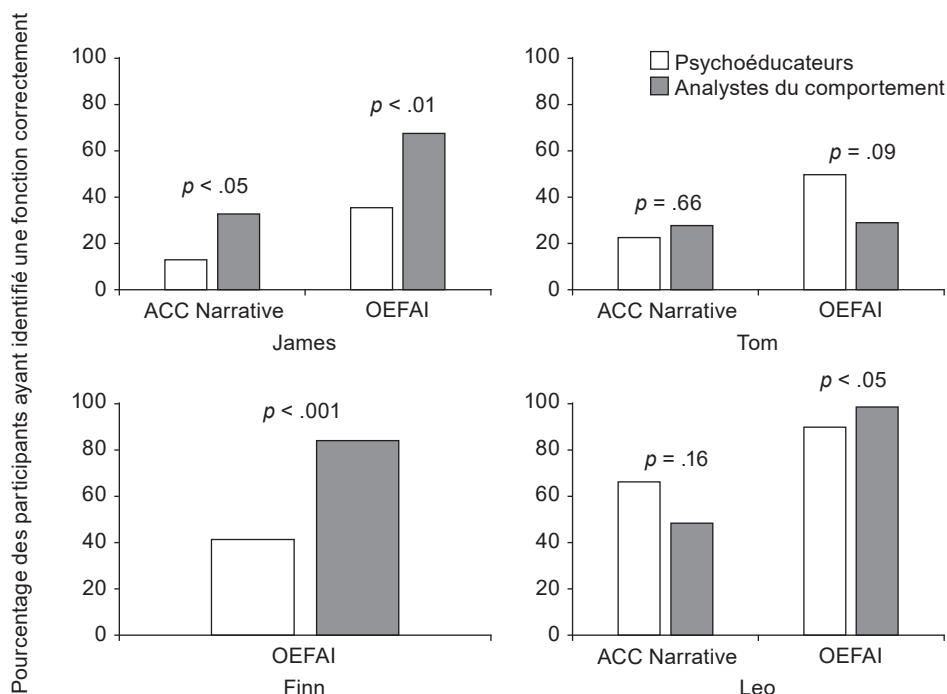 Pourcentage des participants ayant identifié une fonction correctement
100
80
60
40
20
0
p < .05
p < .01
ACC Narrative
OEFAI
James
Psychoéducateurs
Analystes du comportement
100
80
60
40
20
0
p = .66
p = .09
ACC Narrative
OEFAI
Tom
100
80
60
40
20
0
p < .001
OEFAI
Finn
100
80
60
40
20
0
p = .16
p < .05
ACC Narrative
OEFAI
Leo